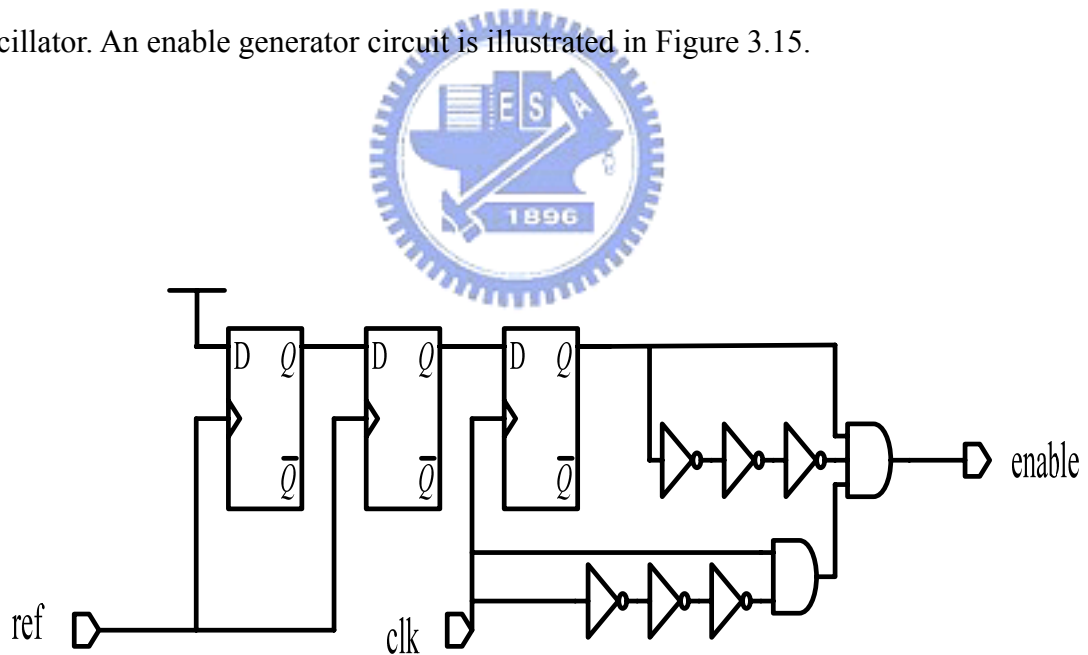 cillator. An enable generator circuit is illustrated in Figure 3.15.
E S A
1896
D Q D Q D Q
Q̅ Q̅ Q̅
enable
ref
clk